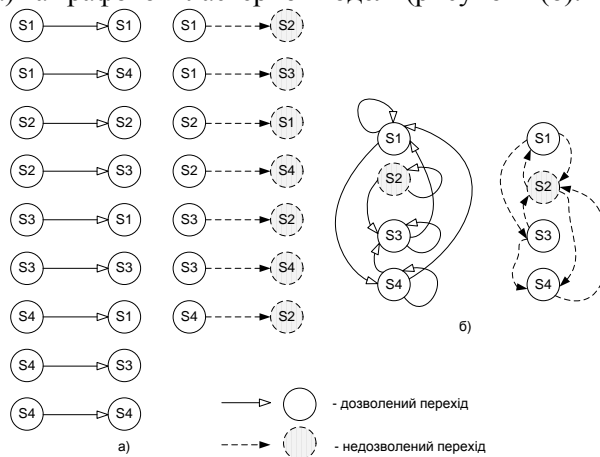 S1 S1 S1 S2
S1 S4 S1 S3
S2 S2 S2 S1
S2 S3 S2 S4
S3 S1 S3 S2
S3 S3 S3 S4
S4 S1 S4 S2
S4 S3
S4 S4
а)
S1
S2
S3
S4
S1
S2
S3
S4
б)
- дозволений перехід
- недозволений перехід